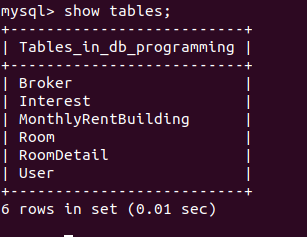 mysql> show tables;
+--------------------------+
| Tables_in_db_programming |
+--------------------------+
| Broker                   |
| Interest                 |
| MonthlyRentBuilding      |
| Room                     |
| RoomDetail               |
| User                     |
+--------------------------+
6 rows in set (0.01 sec)